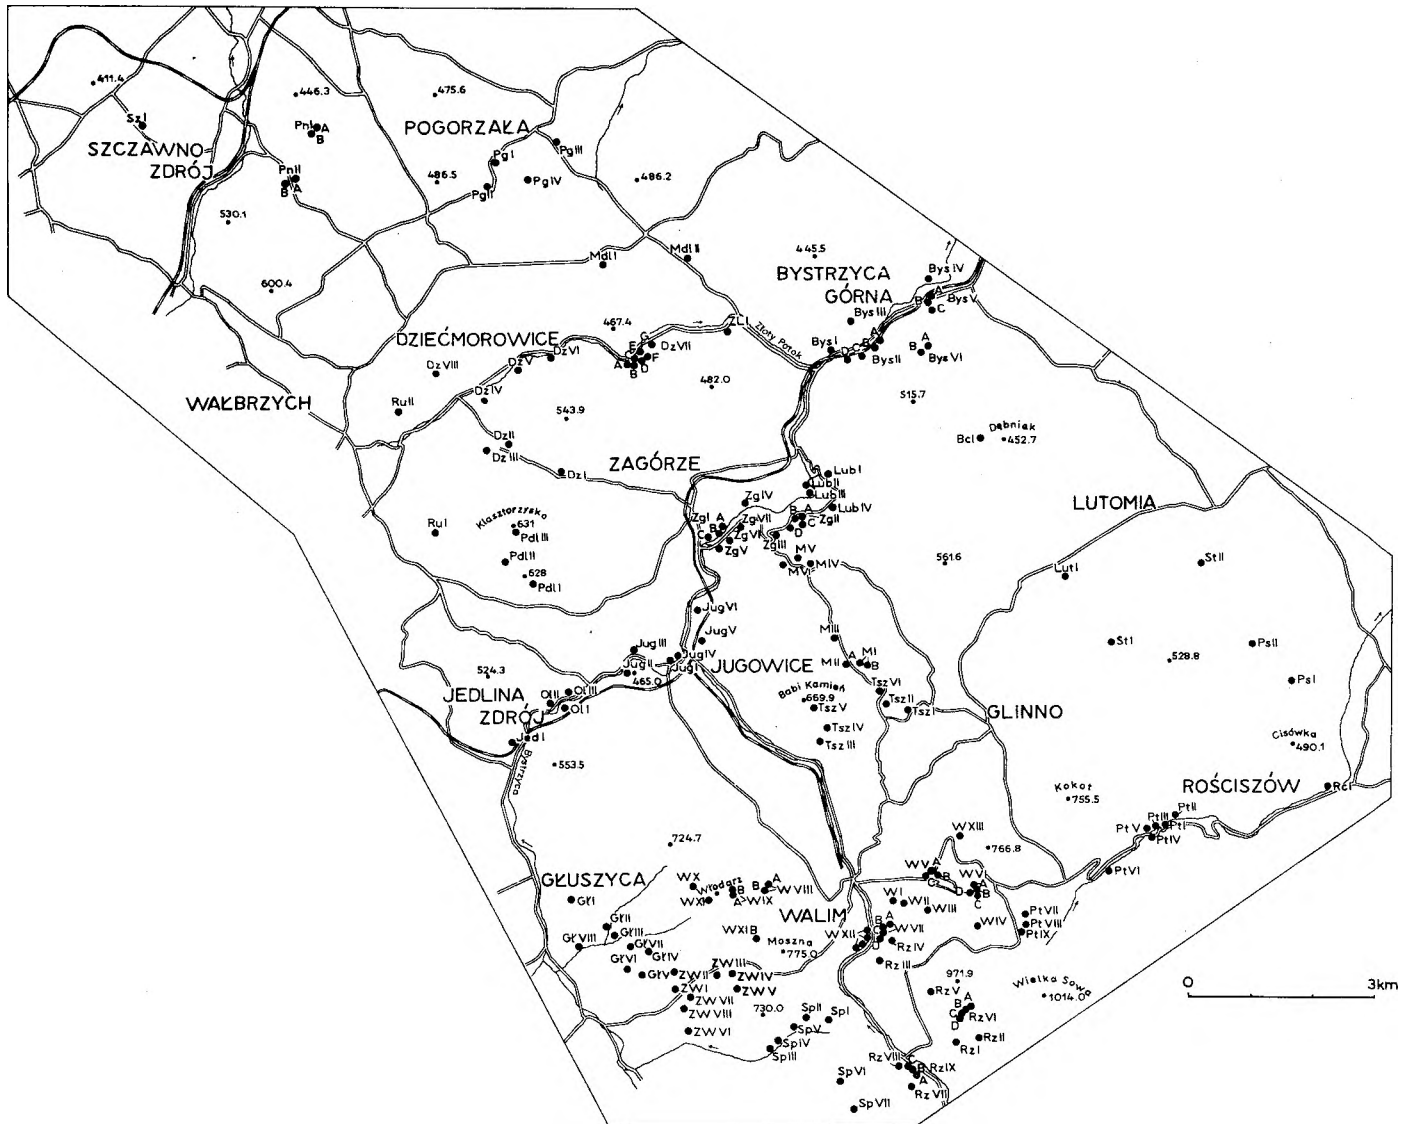 411.4
446.3
475.6
Sz I
Pn I
A
B
POGORZAŁA
Pg III
SZCZAWNO
ZDRÓJ
Pg I
Pn II
B
A
486.5
Pg II
Pg IV
486.2
530.1
Mdl I
Mdl II
445.5
BYSTRZYCA
GÓRNA
Bys IV
600.4
A
B
C
Bys V
Bys III
467.4
DZIEĆMOROWICE
ZC I
Złoty Potok
Bys I
D
C
B
A
Bys II
B
A
Bys VI
G
E
C
F
A
B
D
Dz VII
Dz VI
Dz V
Dz VIII
482.0
WAŁBRZYCH
Ru II
Dz IV
543.9
515.7
Dz II
Dz III
Bc I
Dębniak
452.7
ZAGÓRZE
Dz I
Lub I
Lub II
Lub III
Lub IV
LUTOMIA
Zg IV
Klasztorzysko
631
Ru I
Pdl III
Zg I
A
B
C
Zg VII
Zg VI
Zg V
B
A
C
D
Zg II
Zg III
Pdl II
628
Pdl I
M V
M VI
M IV
561.6
Lut I
St II
Jug VI
Jug V
M III
St I
Ps II
Jug III
Jug IV
Jug II
Jug I
465.0
JUGOWICE
M II
A
M I
B
528.8
524.3
Ps I
JEDLINA
ZDRÓJ
Ol II
Ol III
Ol I
Babi Kamień
669.9
Tsz VI
Tsz V
Tsz II
Tsz I
GLINNO
Jed I
Tsz IV
Tsz III
Cisówka
490.1
Bystrzyca
553.5
Kokot
755.5
ROŚCISZÓW
Rć I
Pt II
Pt III
Pt I
Pt V
Pt IV
724.7
W XIII
766.8
Pt VI
GŁUSZYCA
W X
Włodarz
W XI
B
A
W IX
B
A
W VIII
W V
A
B
C
D
W VI
A
B
C
Gł I
W I
W II
W III
W IV
Pt VII
Pt VIII
Pt IX
WALIM
Gł II
Gł III
Gł VIII
Gł VII
Gł IV
Gł VI
Gł V
W XIB
Moszna
775.0
W XII
B
A
C
D
W VII
Rz IV
Rz III
ZW III
ZW II
ZW IV
ZW I
ZW V
ZW VII
ZW VIII
ZW VI
730.0
971.9
Rz V
Wielka Sowa
1014.0
B
A
C
D
Rz VI
0
3km
Sp II
Sp I
Sp V
Sp IV
Sp III
Rz II
Rz I
Rz VIII
C
B
A
Rz IX
Rz VII
Sp VI
Sp VII